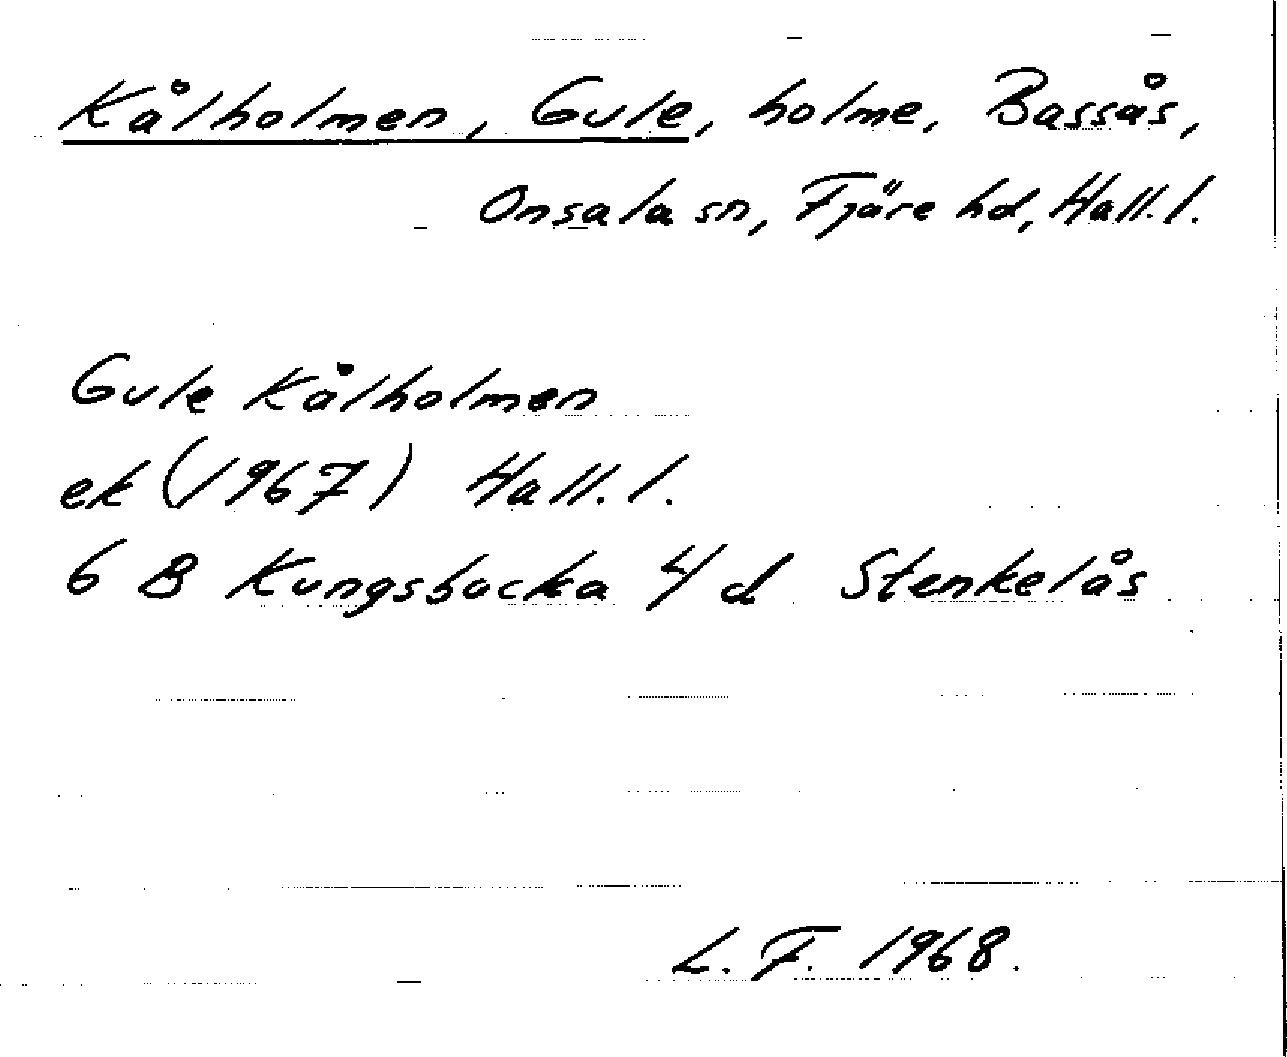 Kålholmen, Gule, holme, Bassås,
Onsala sn, Fjäre hd, Hall. l.
Gule Kålholmen
ek (1967) Hall. l.
6 B Kungsbacka 4 d Stenkelås
L. F. 1968.